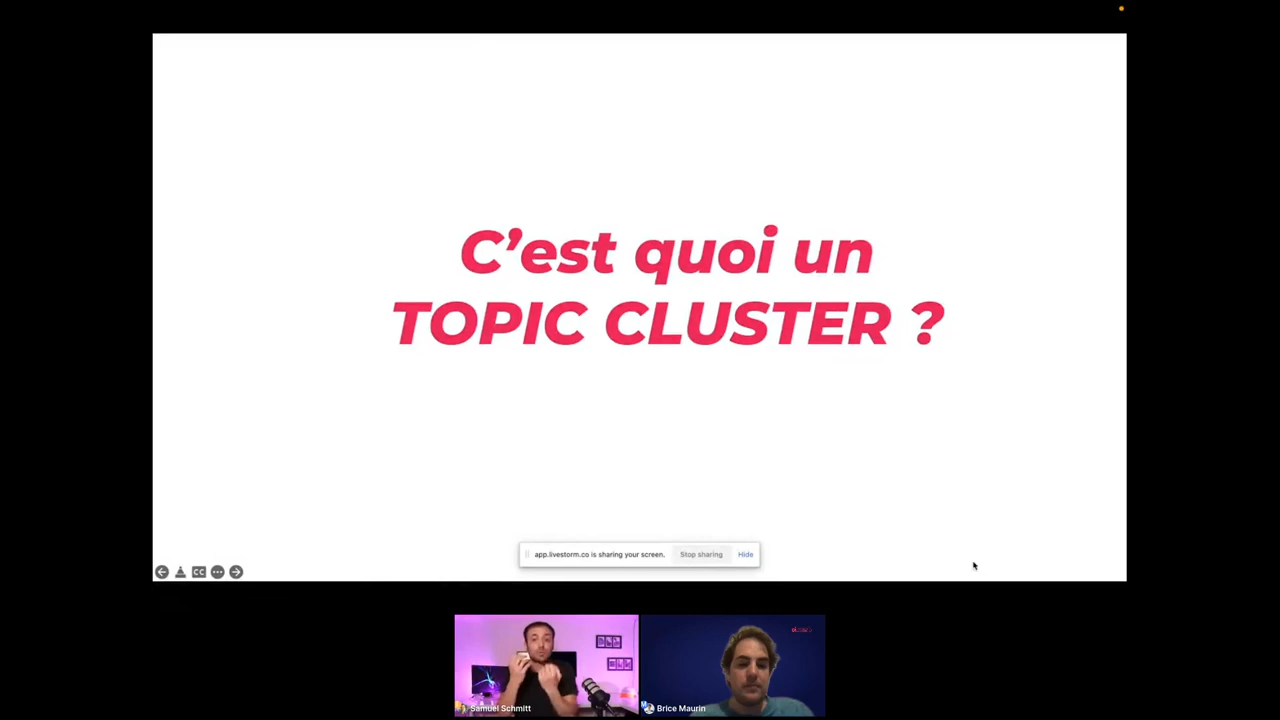 C’est quoi un
TOPIC CLUSTER ?
app.livestorm.co is sharing your screen. Stop sharing Hide
CC
Samuel Schmitt
Brice Maurin